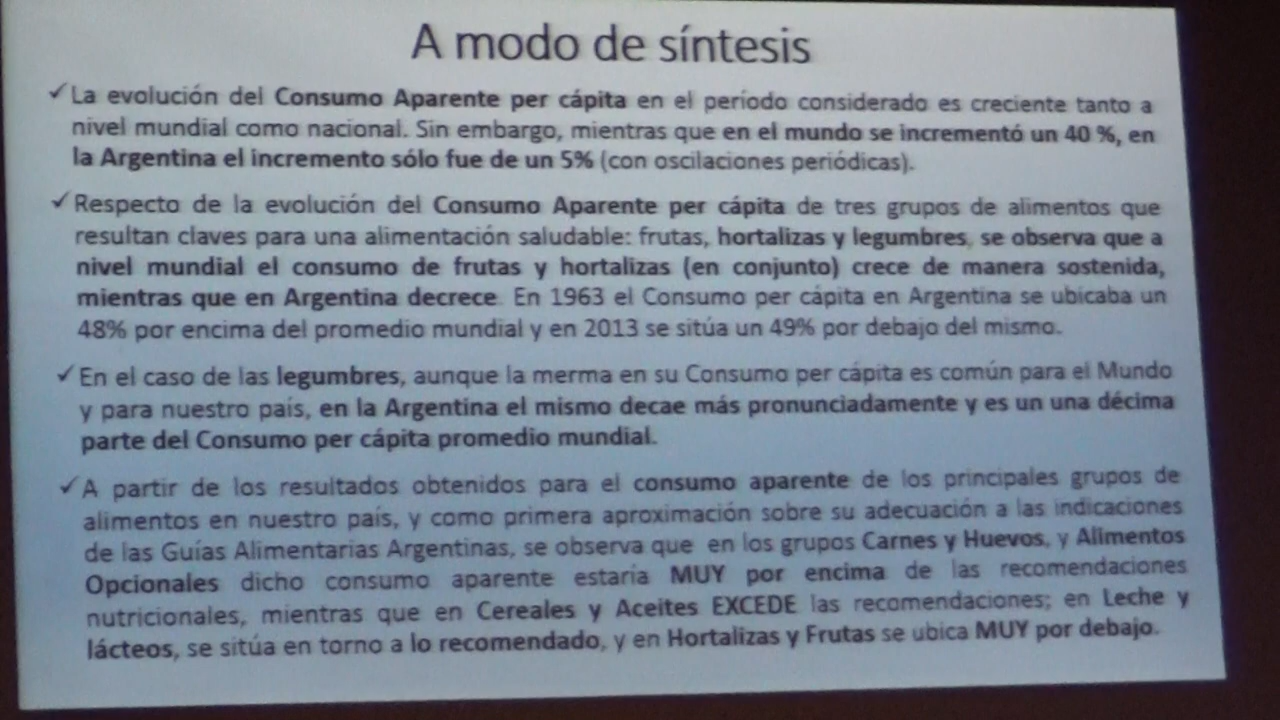 A modo de síntesis
✓ La evolución del Consumo Aparente per cápita en el período considerado es creciente tanto a
nivel mundial como nacional. Sin embargo, mientras que en el mundo se incrementó un 40 %, en
la Argentina el incremento sólo fue de un 5% (con oscilaciones periódicas).
✓ Respecto de la evolución del Consumo Aparente per cápita de tres grupos de alimentos que
resultan claves para una alimentación saludable: frutas, hortalizas y legumbres, se observa que a
nivel mundial el consumo de frutas y hortalizas (en conjunto) crece de manera sostenida,
mientras que en Argentina decrece. En 1963 el Consumo per cápita en Argentina se ubicaba un
48% por encima del promedio mundial y en 2013 se sitúa un 49% por debajo del mismo.
✓ En el caso de las legumbres, aunque la merma en su Consumo per cápita es común para el Mundo
y para nuestro país, en la Argentina el mismo decae más pronunciadamente y es un una décima
parte del Consumo per cápita promedio mundial.
✓ A partir de los resultados obtenidos para el consumo aparente de los principales grupos de
alimentos en nuestro país, y como primera aproximación sobre su adecuación a las indicaciones
de las Guías Alimentarias Argentinas, se observa que en los grupos Carnes y Huevos, y Alimentos
Opcionales dicho consumo aparente estaría MUY por encima de las recomendaciones
nutricionales, mientras que en Cereales y Aceites EXCEDE las recomendaciones; en Leche y
lácteos, se sitúa en torno a lo recomendado, y en Hortalizas y Frutas se ubica MUY por debajo.